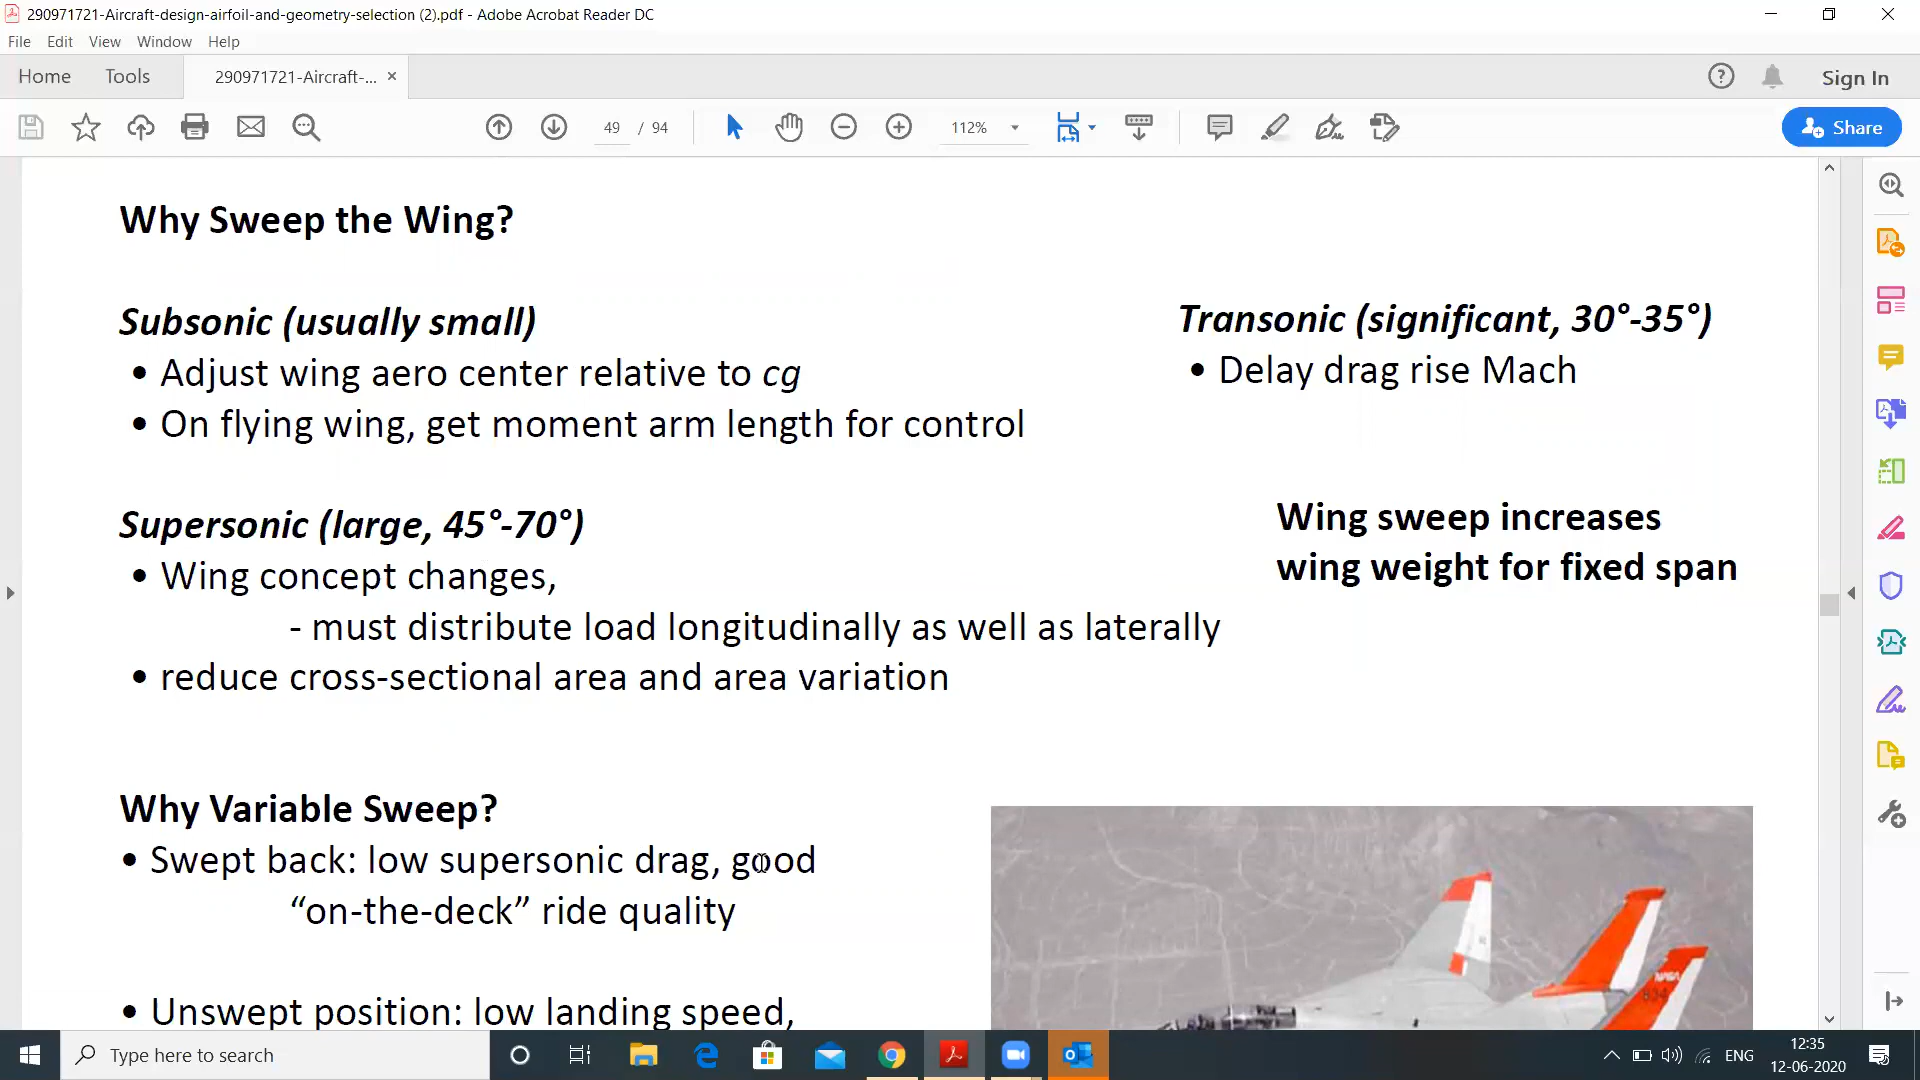 290971721-Aircraft-design-airfoil-and-geometry-selection (2).pdf - Adobe Acrobat Reader DC
File Edit View Window Help
Home Tools 290971721-Aircraft-... × Sign In
49 / 94 112% Share
Why Sweep the Wing?
Subsonic (usually small)
• Adjust wing aero center relative to cg
• On flying wing, get moment arm length for control
Transonic (significant, 30°-35°)
• Delay drag rise Mach
Supersonic (large, 45°-70°)
• Wing concept changes,
- must distribute load longitudinally as well as laterally
• reduce cross-sectional area and area variation
Wing sweep increases
wing weight for fixed span
Why Variable Sweep?
• Swept back: low supersonic drag, good
“on-the-deck” ride quality
• Unswept position: low landing speed,
NASA
834
Type here to search
ENG
12:35
12-06-2020